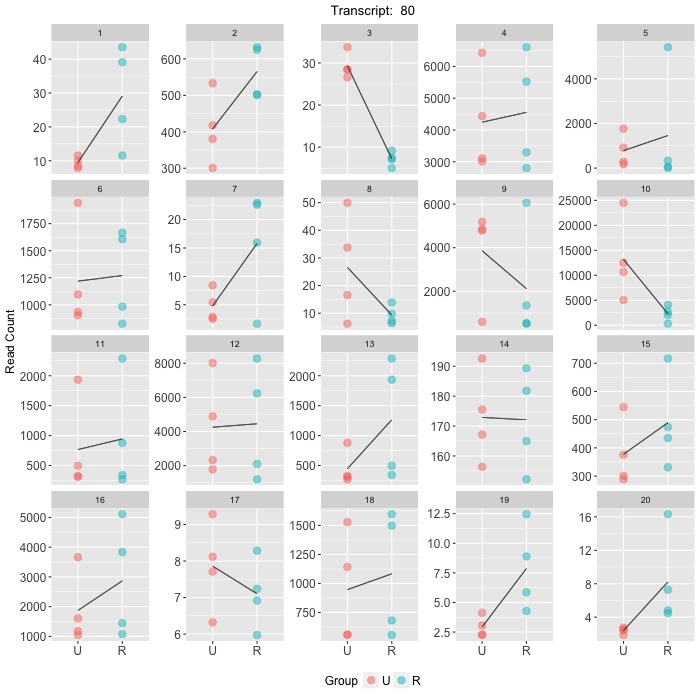 Transcript: 80
1 2 3 4 5
40 600 30 6000 4000
30 500 20 5000 2000
20 400 10 4000 0
10 300 3000
6 7 8 9 10
1750 20 50 6000 25000
1500 15 40 4000 20000
1250 10 30 2000 15000
1000 5 20 10000
10 5000
0
Read Count
11 12 13 14 15
2000 8000 2000 190 700
1500 6000 1500 180 600
1000 4000 1000 170 500
500 2000 500 160 400
300
16 17 18 19 20
5000 9 1500 12.5 16
4000 8 1250 10.0 12
3000 7 1000 7.5 8
2000 6 750 5.0 4
1000 2.5
U R U R U R U R U R
Group U R